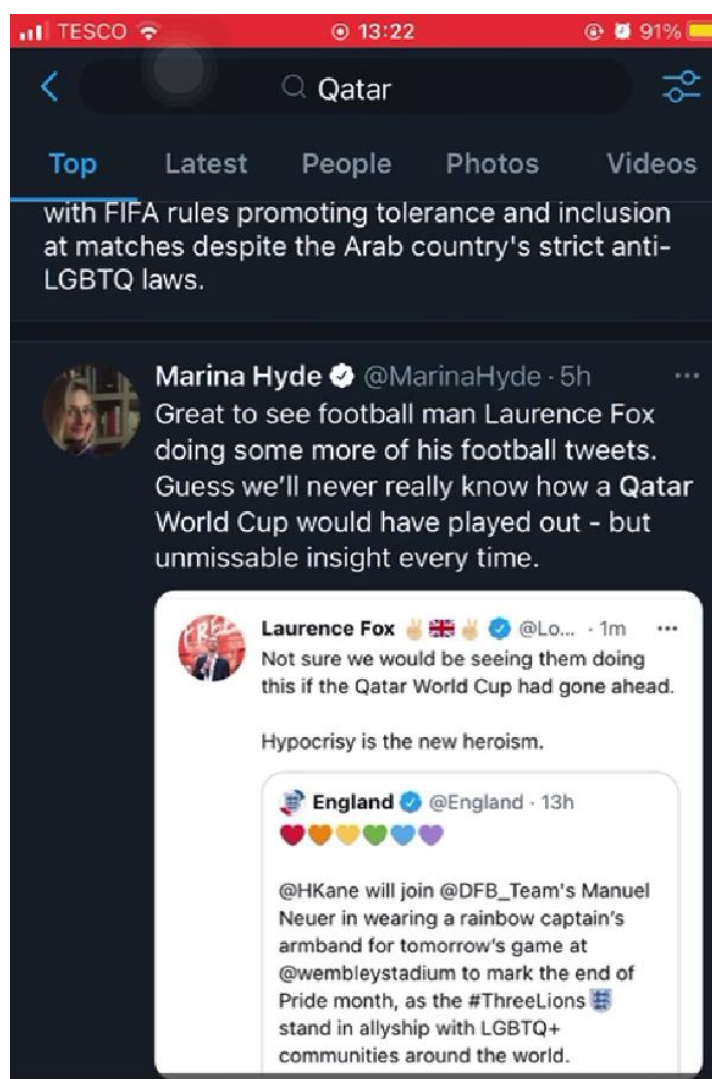 TESCO 13:22 91%
Qatar
Top Latest People Photos Videos
with FIFA rules promoting tolerance and inclusion
at matches despite the Arab country's strict anti-
LGBTQ laws.
Marina Hyde @MarinaHyde · 5h
Great to see football man Laurence Fox
doing some more of his football tweets.
Guess we'll never really know how a Qatar
World Cup would have played out - but
unmissable insight every time.
FREE
Laurence Fox ✌🏼🇬🇧✌🏼 @Lo... · 1m
Not sure we would be seeing them doing
this if the Qatar World Cup had gone ahead.
Hypocrisy is the new heroism.
England @England · 13h
❤️🧡💛💚💙💜
@HKane will join @DFB_Team's Manuel
Neuer in wearing a rainbow captain's
armband for tomorrow's game at
@wembleystadium to mark the end of
Pride month, as the #ThreeLions
stand in allyship with LGBTQ+
communities around the world.